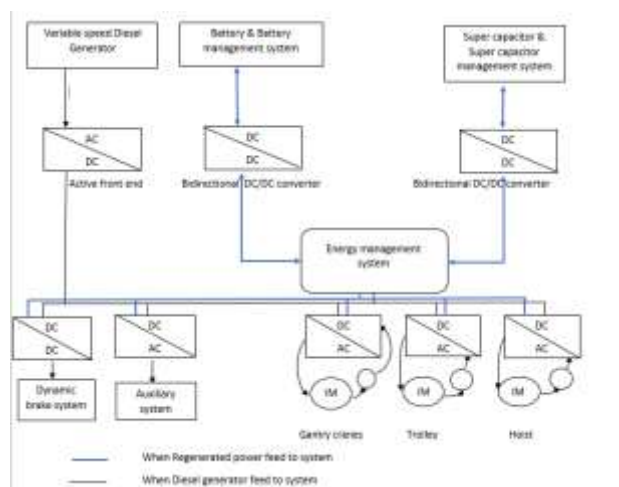 Variable speed Diesel
Generator
Battery & Battery
management system
Super capacitor &
Super capacitor
management system
AC
DC
Active front end
DC
DC
Bidirectional DC/DC converter
DC
DC
Bidirectional DC/DC converter
Energy management
system
DC
DC
DC
AC
DC
AC
DC
AC
DC
AC
Dynamic
brake system
Auxiliary
system
IM
IM
IM
Gantry cranes
Trolley
Hoist
When Regenerated power feed to system
When Diesel generator feed to system